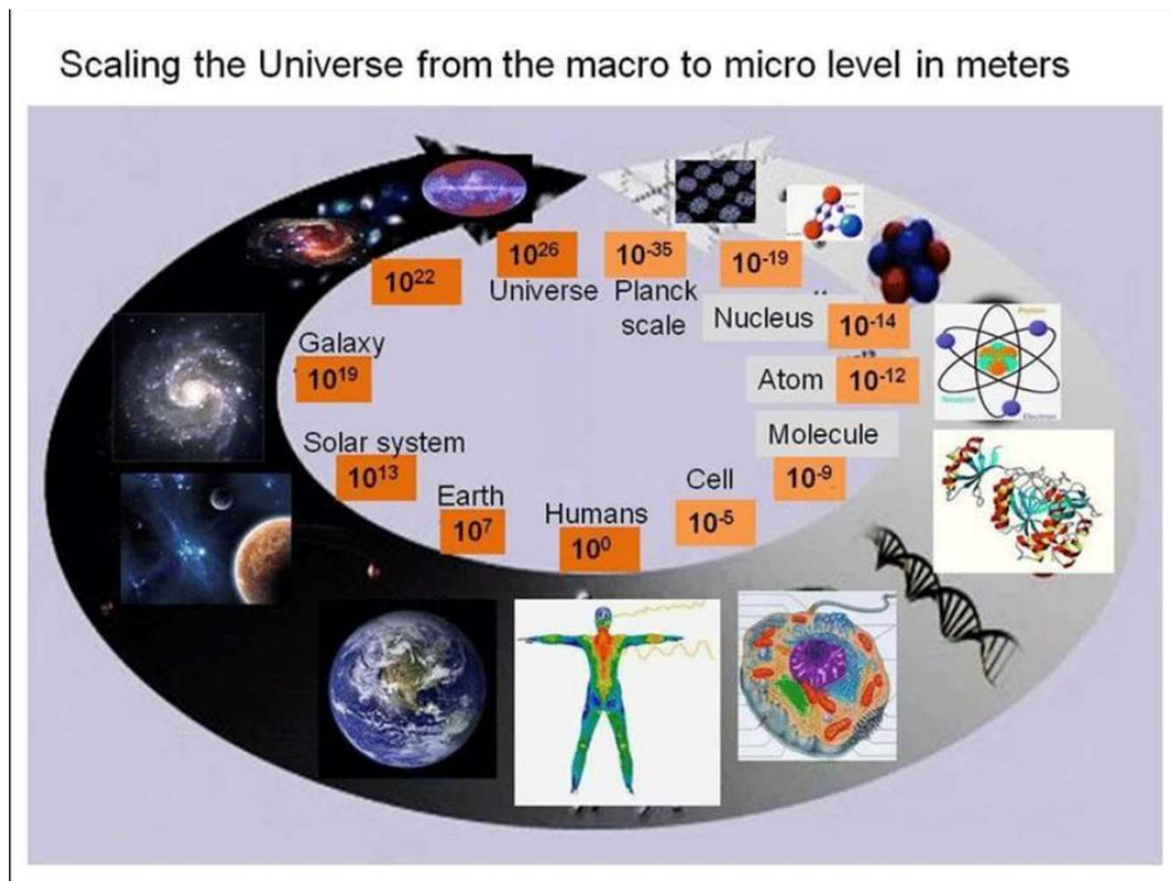 Scaling the Universe from the macro to micro level in meters
10²⁶
Universe
10⁻³⁵
Planck
scale
10⁻¹⁹
10²²
Nucleus
10⁻¹⁴
Galaxy
10¹⁹
Atom
10⁻¹²
Molecule
10⁻⁹
Solar system
10¹³
Cell
10⁻⁵
Earth
10⁷
Humans
10⁰
Electron